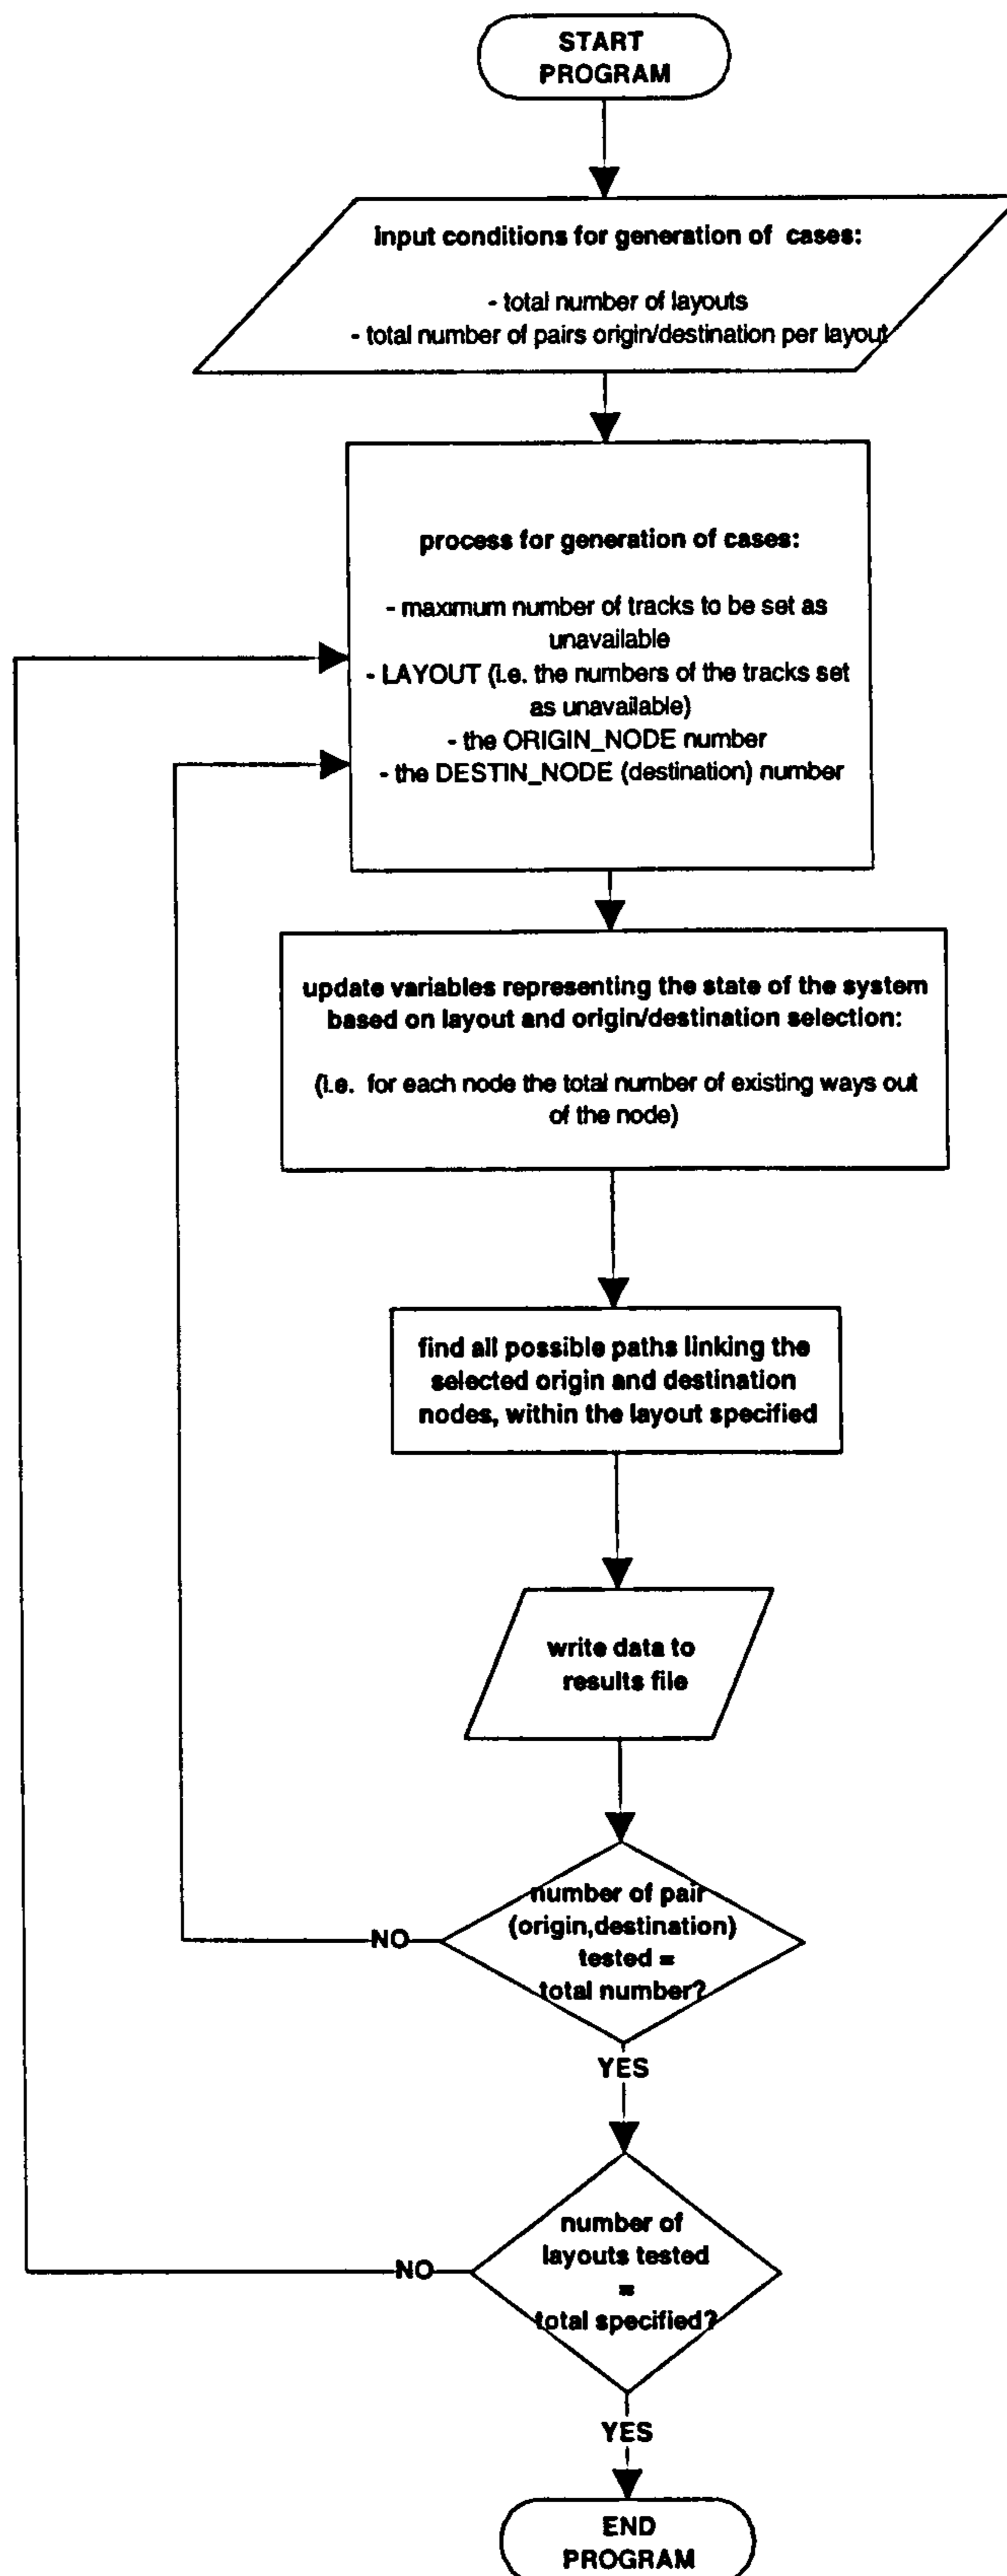 START
PROGRAM
input conditions for generation of cases:
- total number of layouts
- total number of pairs origin/destination per layout
process for generation of cases:
- maximum number of tracks to be set as
unavailable
- LAYOUT (i.e. the numbers of the tracks set
as unavailable)
- the ORIGIN_NODE number
- the DESTIN_NODE (destination) number
update variables representing the state of the system
based on layout and origin/destination selection:
(i.e. for each node the total number of existing ways out
of the node)
find all possible paths linking the
selected origin and destination
nodes, within the layout specified
write data to
results file
number of pair
(origin,destination)
tested =
total number?
NO
YES
number of
layouts tested
=
total specified?
NO
YES
END
PROGRAM